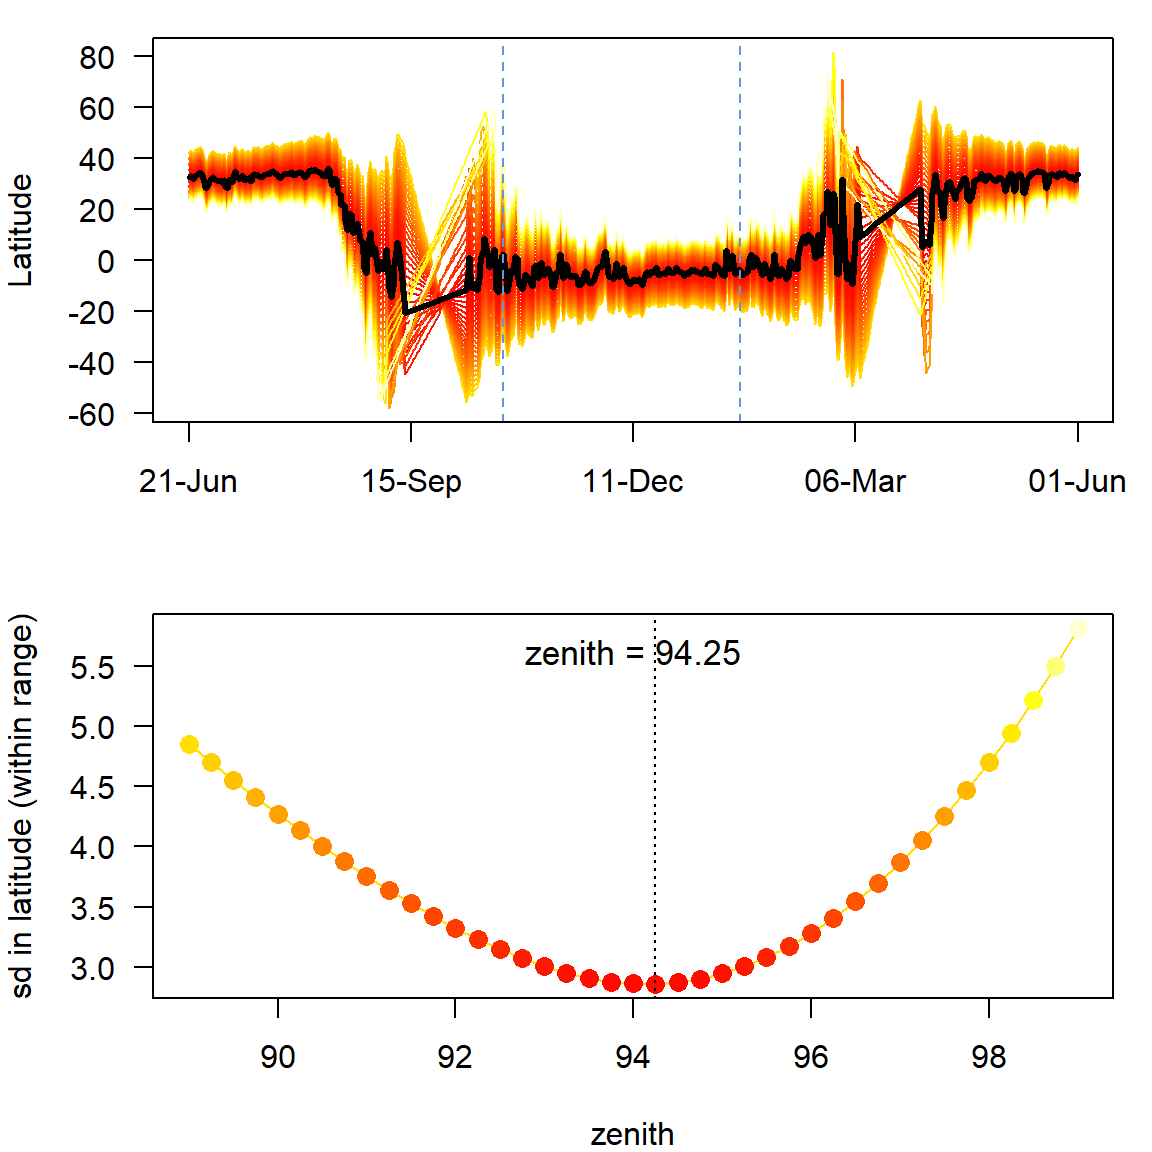 Latitude
80
60
40
20
0
-20
-40
-60
21-Jun
15-Sep
11-Dec
06-Mar
01-Jun
sd in latitude (within range)
zenith = 94.25
5.5
5.0
4.5
4.0
3.5
3.0
90
92
94
96
98
zenith